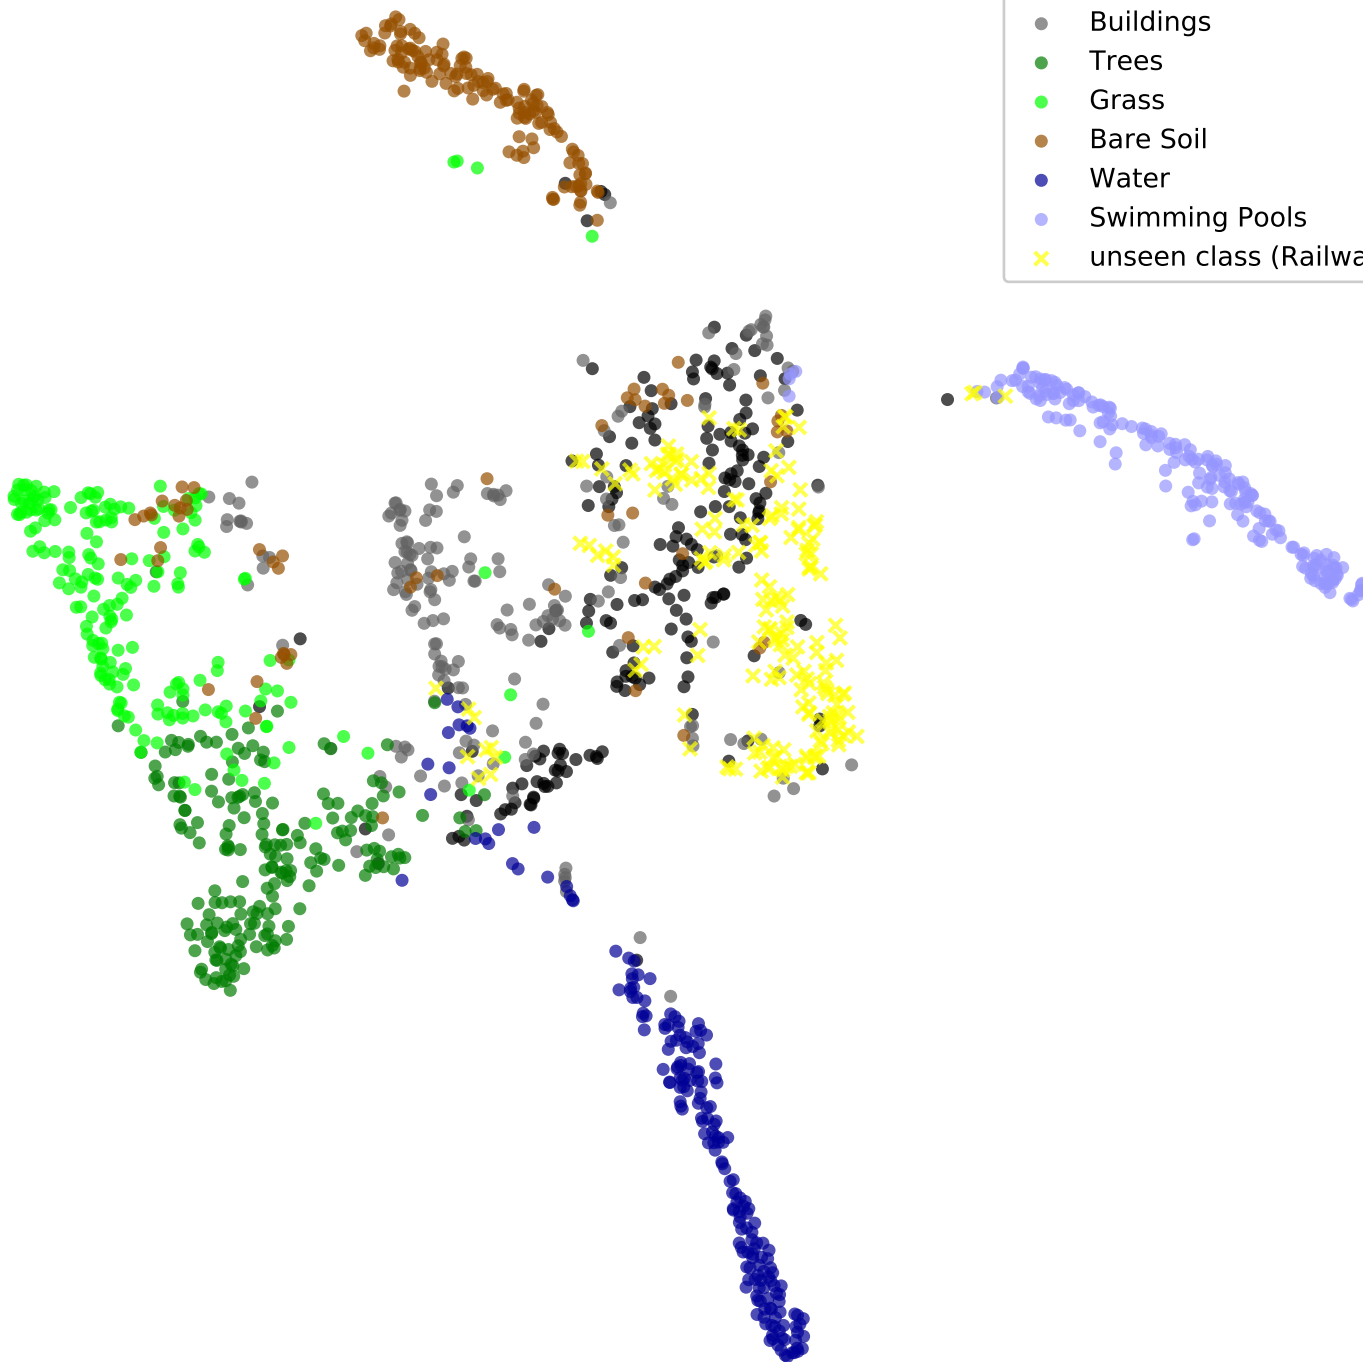 Buildings
Trees
Grass
Bare Soil
Water
Swimming Pools
unseen class (Railwa